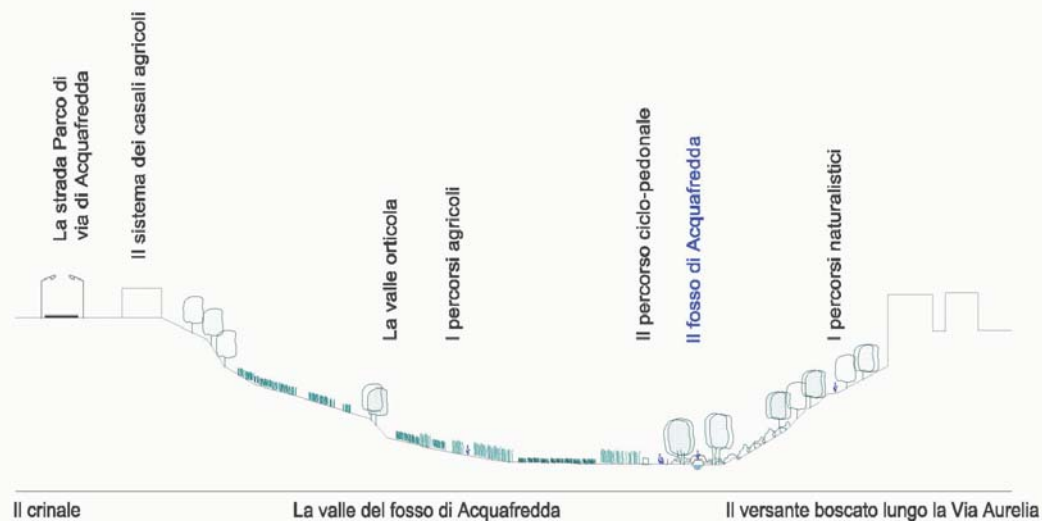 La strada Parco di
via di Acquafredda
Il sistema dei casali agricoli
La valle orticola
I percorsi agricoli
Il percorso ciclo-pedonale
Il fosso di Acquafredda
I percorsi naturalistici
Il crinale
La valle del fosso di Acquafredda
Il versante boscato lungo la Via Aurelia